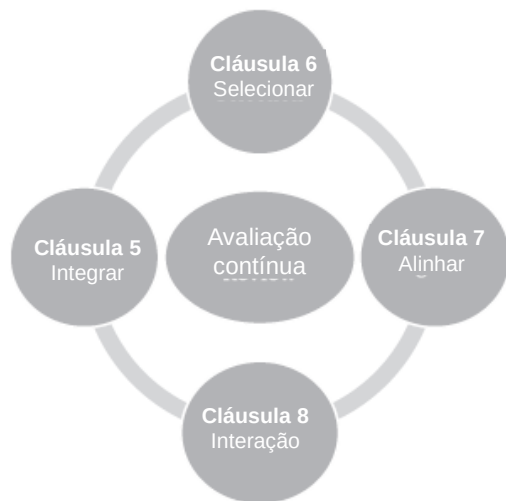 Cláusula 6
Selecionar
Cláusula 5
Integrar
Avaliação
contínua
Cláusula 7
Alinhar
Cláusula 8
Interação